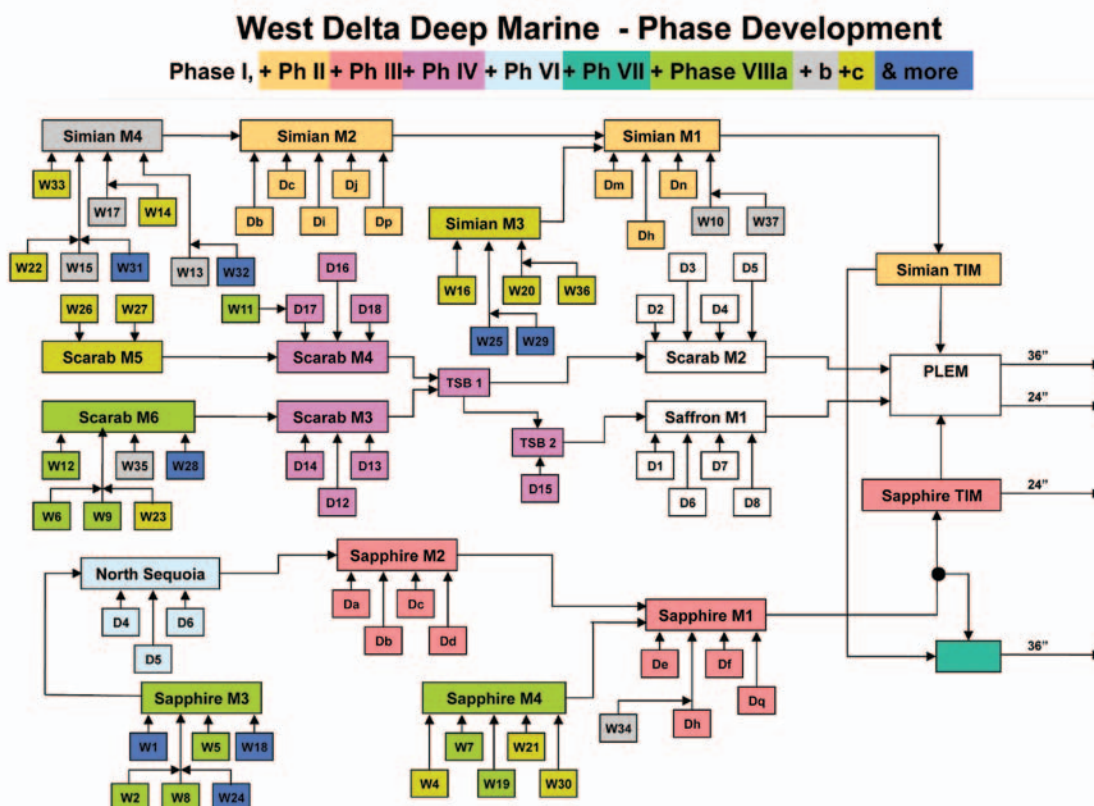 West Delta Deep Marine - Phase Development
Phase I, + Ph II + Ph III + Ph IV + Ph VI + Ph VII + Phase VIIIa + b +c & more
Simian M4 Simian M2 Simian M1
W33 Dc Dj Dm Dn
W17 W14 Db Di Dp Simian M3 Dh W10 W37
W22 W15 W31 W13 W32 D16 D3 D5 Simian TIM
W26 W27 W11 D17 D18 W16 W20 W36 D2 D4
W25 W29
Scarab M5 Scarab M4 Scarab M2 PLEM 36”
TSB 1
24”
Scarab M6 Scarab M3 Saffron M1
TSB 2
W12 W35 W28 D14 D13 D1 D7
D15 Sapphire TIM 24”
W6 W9 W23 D12 D6 D8
North Sequoia Sapphire M2
D4 D6 Da Dc Sapphire M1
D5 Db Dd
De Df 36”
Sapphire M3 Sapphire M4 Dq
W34 Dh
W1 W5 W18 W7 W21
W2 W8 W24 W4 W19 W30